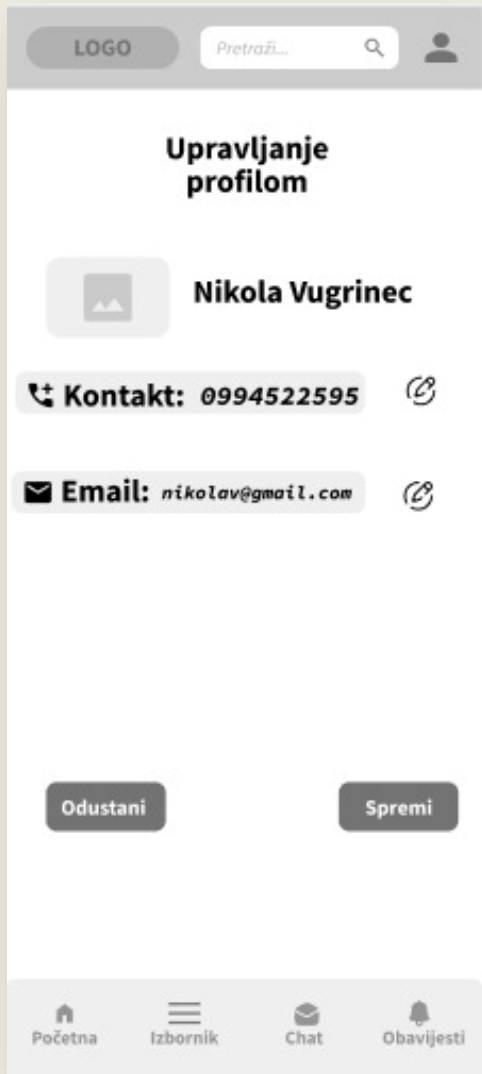 LOGO
Pretraži...
Upravljanje
profilom
Nikola Vugrinec
Kontakt: 0994522595
Email: nikolav@gmail.com
Odustani
Spremi
Početna
Izbornik
Chat
Obavijesti